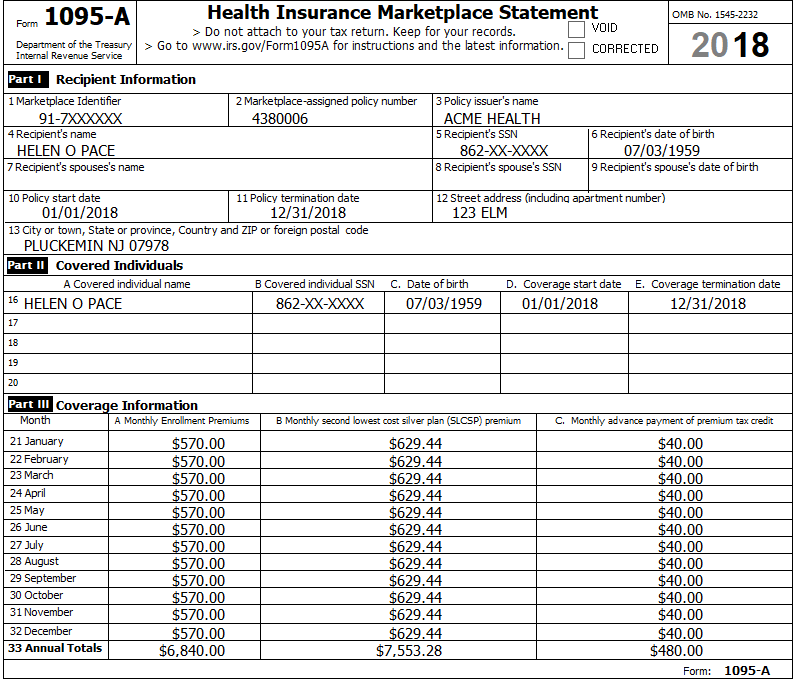 Form 1095-A
Department of the Treasury
Internal Revenue Service
Health Insurance Marketplace Statement
> Do not attach to your tax return. Keep for your records.
> Go to www.irs.gov/Form1095A for instructions and the latest information.
VOID
CORRECTED
OMB No. 1545-2232
2018
Part I Recipient Information
1 Marketplace Identifier 2 Marketplace-assigned policy number 3 Policy issuer's name
91-7XXXXXX 4380006 ACME HEALTH
4 Recipient's name 5 Recipient's SSN 6 Recipient's date of birth
HELEN O PACE 862-XX-XXXX 07/03/1959
7 Recipient's spouses's name 8 Recipient's spouse's SSN 9 Recipient's spouse's date of birth
10 Policy start date 11 Policy termination date 12 Street address (including apartment number)
01/01/2018 12/31/2018 123 ELM
13 City or town, State or province, Country and ZIP or foreign postal code
PLUCKEMIN NJ 07978
Part II Covered Individuals
A Covered individual name B Covered individual SSN C. Date of birth D. Coverage start date E. Coverage termination date
16 HELEN O PACE 862-XX-XXXX 07/03/1959 01/01/2018 12/31/2018
17
18
19
20
Part III Coverage Information
Month A Monthly Enrollment Premiums B Monthly second lowest cost silver plan (SLCSP) premium C. Monthly advance payment of premium tax credit
21 January $570.00 $629.44 $40.00
22 February $570.00 $629.44 $40.00
23 March $570.00 $629.44 $40.00
24 April $570.00 $629.44 $40.00
25 May $570.00 $629.44 $40.00
26 June $570.00 $629.44 $40.00
27 July $570.00 $629.44 $40.00
28 August $570.00 $629.44 $40.00
29 September $570.00 $629.44 $40.00
30 October $570.00 $629.44 $40.00
31 November $570.00 $629.44 $40.00
32 December $570.00 $629.44 $40.00
33 Annual Totals $6,840.00 $7,553.28 $480.00
Form: 1095-A